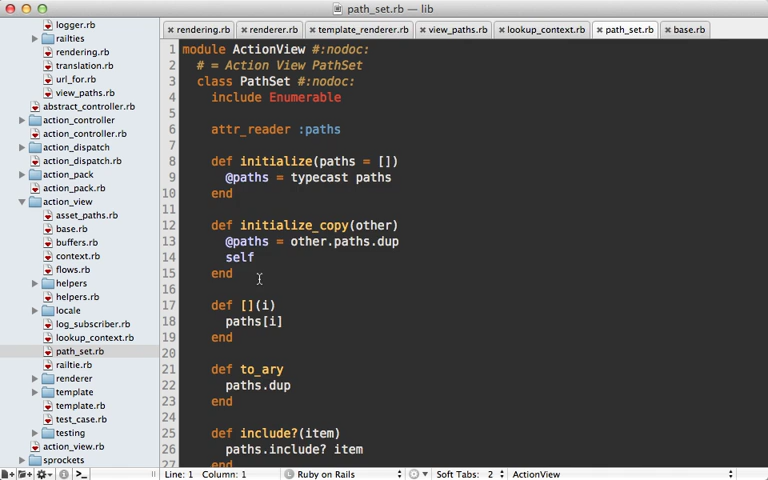 path_set.rb — lib
logger.rb
railties
rendering.rb
translation.rb
url_for.rb
view_paths.rb
abstract_controller.rb
action_controller
action_controller.rb
action_dispatch
action_dispatch.rb
action_pack
action_pack.rb
action_view
asset_paths.rb
base.rb
buffers.rb
context.rb
flows.rb
helpers
helpers.rb
locale
log_subscriber.rb
lookup_context.rb
path_set.rb
railtie.rb
renderer
template
template.rb
test_case.rb
testing
action_view.rb
sprockets
rendering.rb renderer.rb template_renderer.rb view_paths.rb lookup_context.rb path_set.rb base.rb
1 module ActionView #:nodoc:
2 # = Action View PathSet
3 class PathSet #:nodoc:
4 include Enumerable
5
6 attr_reader :paths
7
8 def initialize(paths = [])
9 @paths = typecast paths
10 end
11
12 def initialize_copy(other)
13 @paths = other.paths.dup
14 self
15 end
16
17 def [](i)
18 paths[i]
19 end
20
21 def to_ary
22 paths.dup
23 end
24
25 def include?(item)
26 paths.include? item
27 end
Line: 1 Column: 1 Ruby on Rails Soft Tabs: 2 ActionView